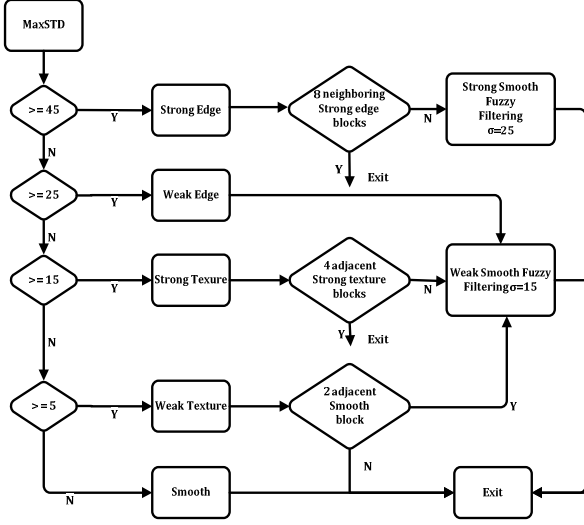 MaxSTD
>= 45
Y
Strong Edge
8 neighboring
Strong edge
blocks
N
Strong Smooth
Fuzzy
Filtering
σ=25
N
Y
Exit
>= 25
Y
Weak Edge
N
>= 15
Y
Strong Texure
4 adjacent
Strong texture
blocks
N
Weak Smooth Fuzzy
Filtering σ=15
N
Y
Exit
>= 5
Y
Weak Texture
2 adjacent
Smooth
block
Y
N
N
Smooth
Exit